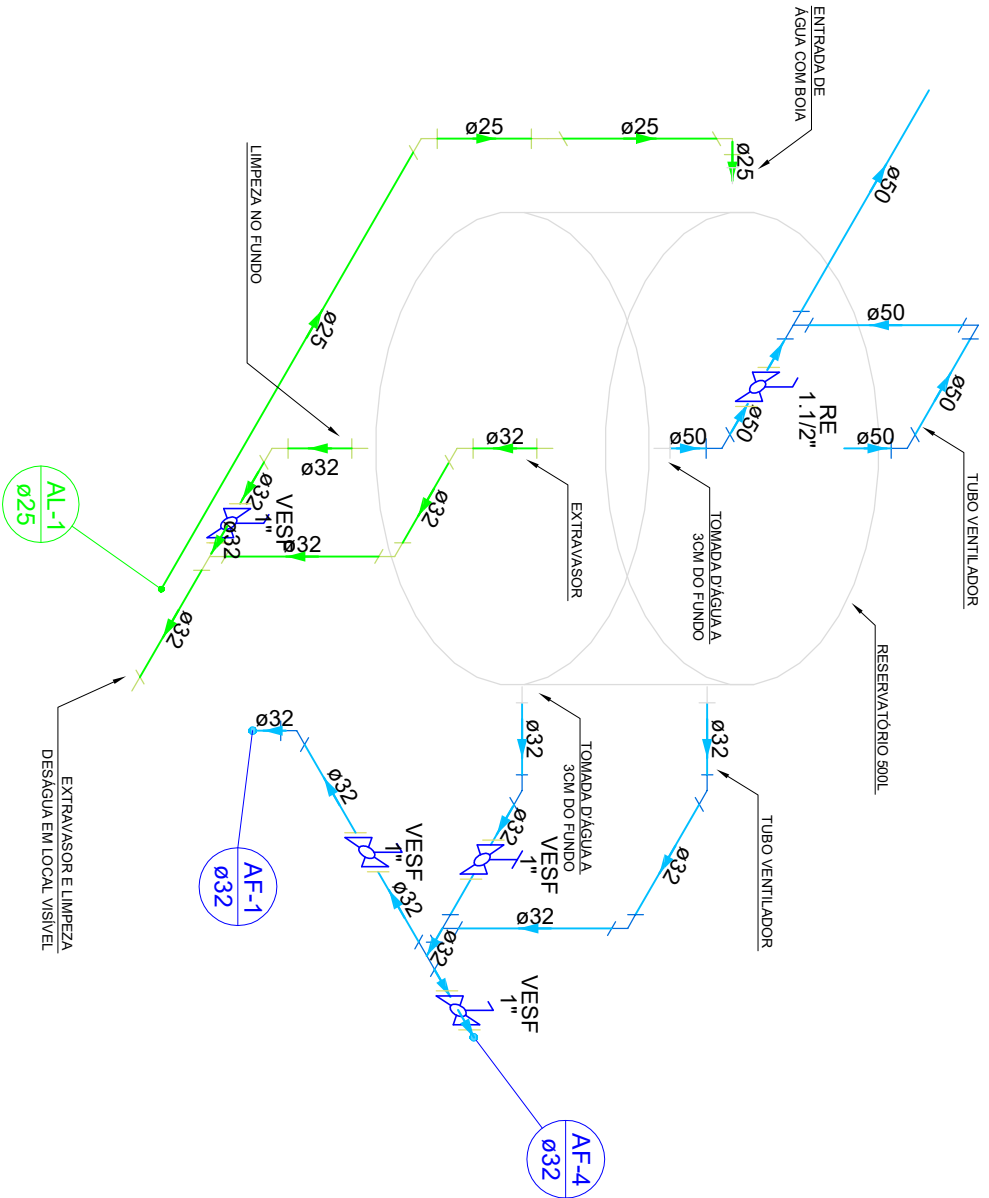 TUBO VENTILADOR
ø50
ø50
RESERVATÓRIO 500L
ø50
ø50
ENTRADA DE
ÁGUA COM BOIA
RE
1.1/2"
TUBO VENTILADOR
ø50
ø25
TOMADA D'ÁGUA A
3CM DO FUNDO
ø32
ø50
ø32
ø25
ø32
TOMADA D'ÁGUA A
3CM DO FUNDO
AF-4
ø32
EXTRAVASOR
VESF
1"
ø32
VESF
1"
ø32
ø32
ø25
ø32
ø32
VESF
1"
ø32
ø32
ø25
ø32
ø32
VESF
1"
ø32
ø32
LIMPEZA NO FUNDO
AF-1
ø32
ø32
ø32
EXTRAVASOR E LIMPEZA
DESÁGUA EM LOCAL VISÍVEL
AL-1
ø25